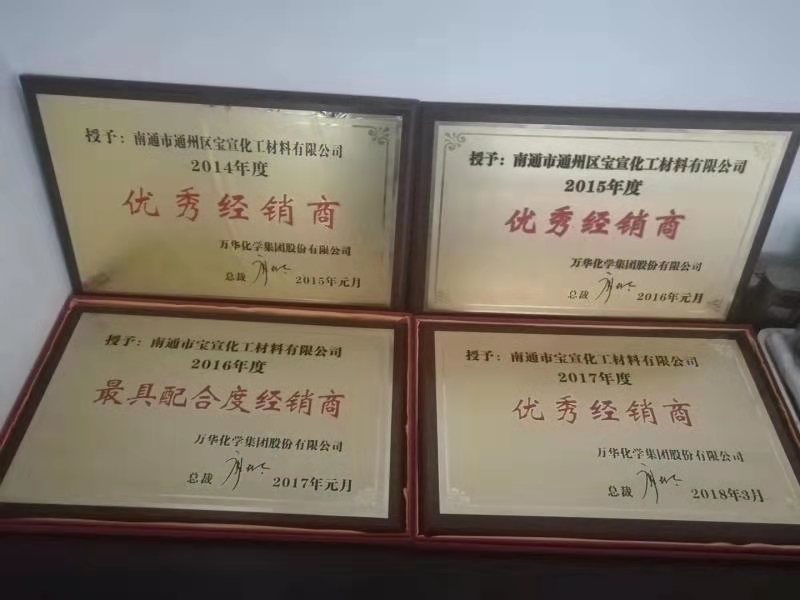 授予：南通市通州区宝宣化工材料有限公司
2014年度
优秀经销商
万华化学集团股份有限公司
总裁
2015年元月
授予：南通市通州区宝宣化工材料有限公司
2015年度
优秀经销商
万华化学集团股份有限公司
总裁
2016年元月
授予：南通市宝宣化工材料有限公司
2016年度
最具配合度经销商
万华化学集团股份有限公司
总裁
2017年元月
授予：南通市宝宣化工材料有限公司
2017年度
优秀经销商
万华化学集团股份有限公司
总裁
2018年3月